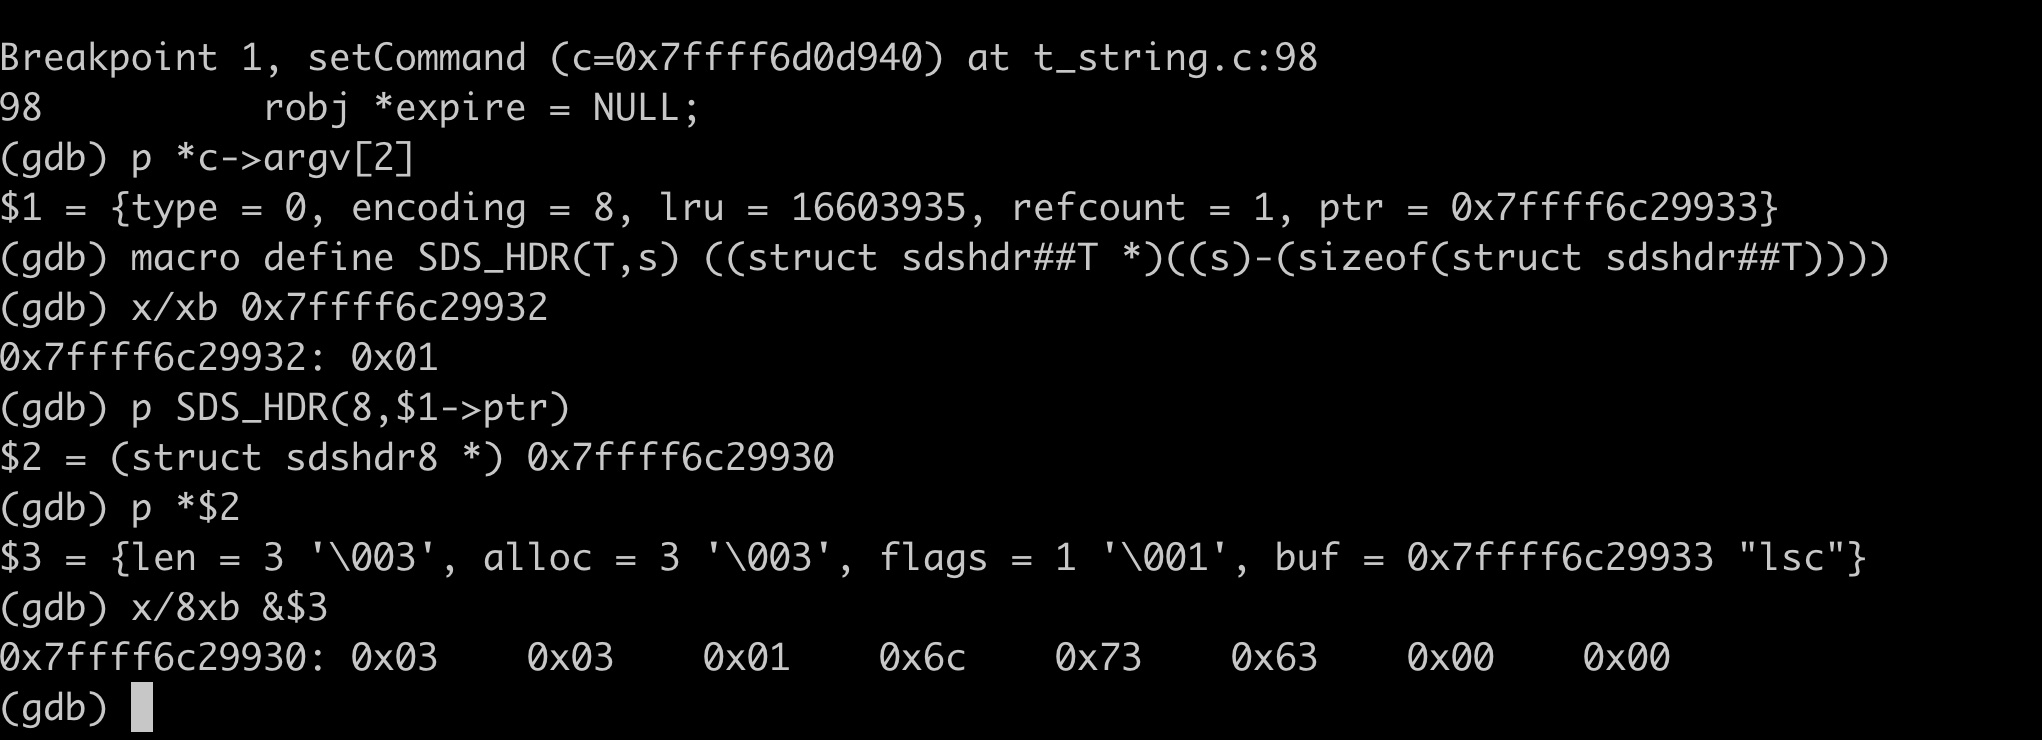 Breakpoint 1, setCommand (c=0x7ffff6d0d940) at t_string.c:98
98          robj *expire = NULL;
(gdb) p *c->argv[2]
$1 = {type = 0, encoding = 8, lru = 16603935, refcount = 1, ptr = 0x7ffff6c29933}
(gdb) macro define SDS_HDR(T,s) ((struct sdshdr##T *)((s)-(sizeof(struct sdshdr##T))))
(gdb) x/xb 0x7ffff6c29932
0x7ffff6c29932: 0x01
(gdb) p SDS_HDR(8,$1->ptr)
$2 = (struct sdshdr8 *) 0x7ffff6c29930
(gdb) p *$2
$3 = {len = 3 '\003', alloc = 3 '\003', flags = 1 '\001', buf = 0x7ffff6c29933 "lsc"}
(gdb) x/8xb &$3
0x7ffff6c29930: 0x03    0x03    0x01    0x6c    0x73    0x63    0x00    0x00
(gdb)